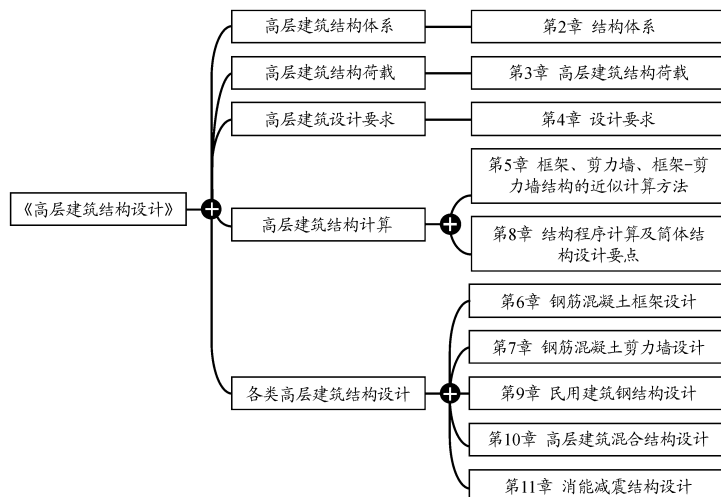 《高层建筑结构设计》
高层建筑结构体系
第2章 结构体系
高层建筑结构荷载
第3章 高层建筑结构荷载
高层建筑设计要求
第4章 设计要求
高层建筑结构计算
第5章 框架、剪力墙、框架-剪
力墙结构的近似计算方法
第8章 结构程序计算及筒体结
构设计要点
各类高层建筑结构设计
第6章 钢筋混凝土框架设计
第7章 钢筋混凝土剪力墙设计
第9章 民用建筑钢结构设计
第10章 高层建筑混合结构设计
第11章 消能减震结构设计